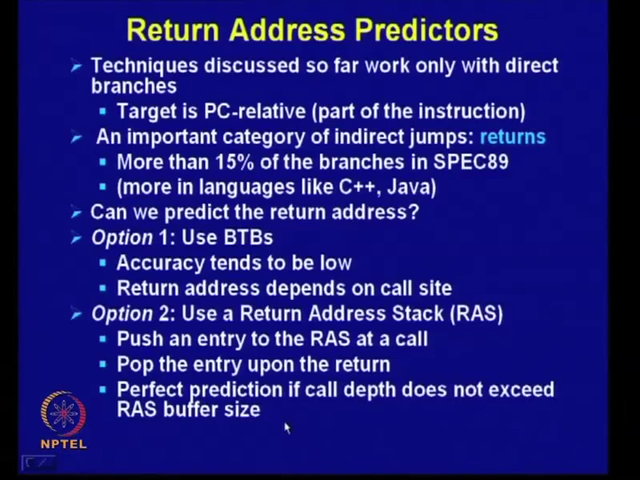 Return Address Predictors
Techniques discussed so far work only with direct
branches
Target is PC-relative (part of the instruction)
An important category of indirect jumps: returns
More than 15% of the branches in SPEC89
(more in languages like C++, Java)
Can we predict the return address?
Option 1: Use BTBs
Accuracy tends to be low
Return address depends on call site
Option 2: Use a Return Address Stack (RAS)
Push an entry to the RAS at a call
Pop the entry upon the return
Perfect prediction if call depth does not exceed
RAS buffer size
NPTEL